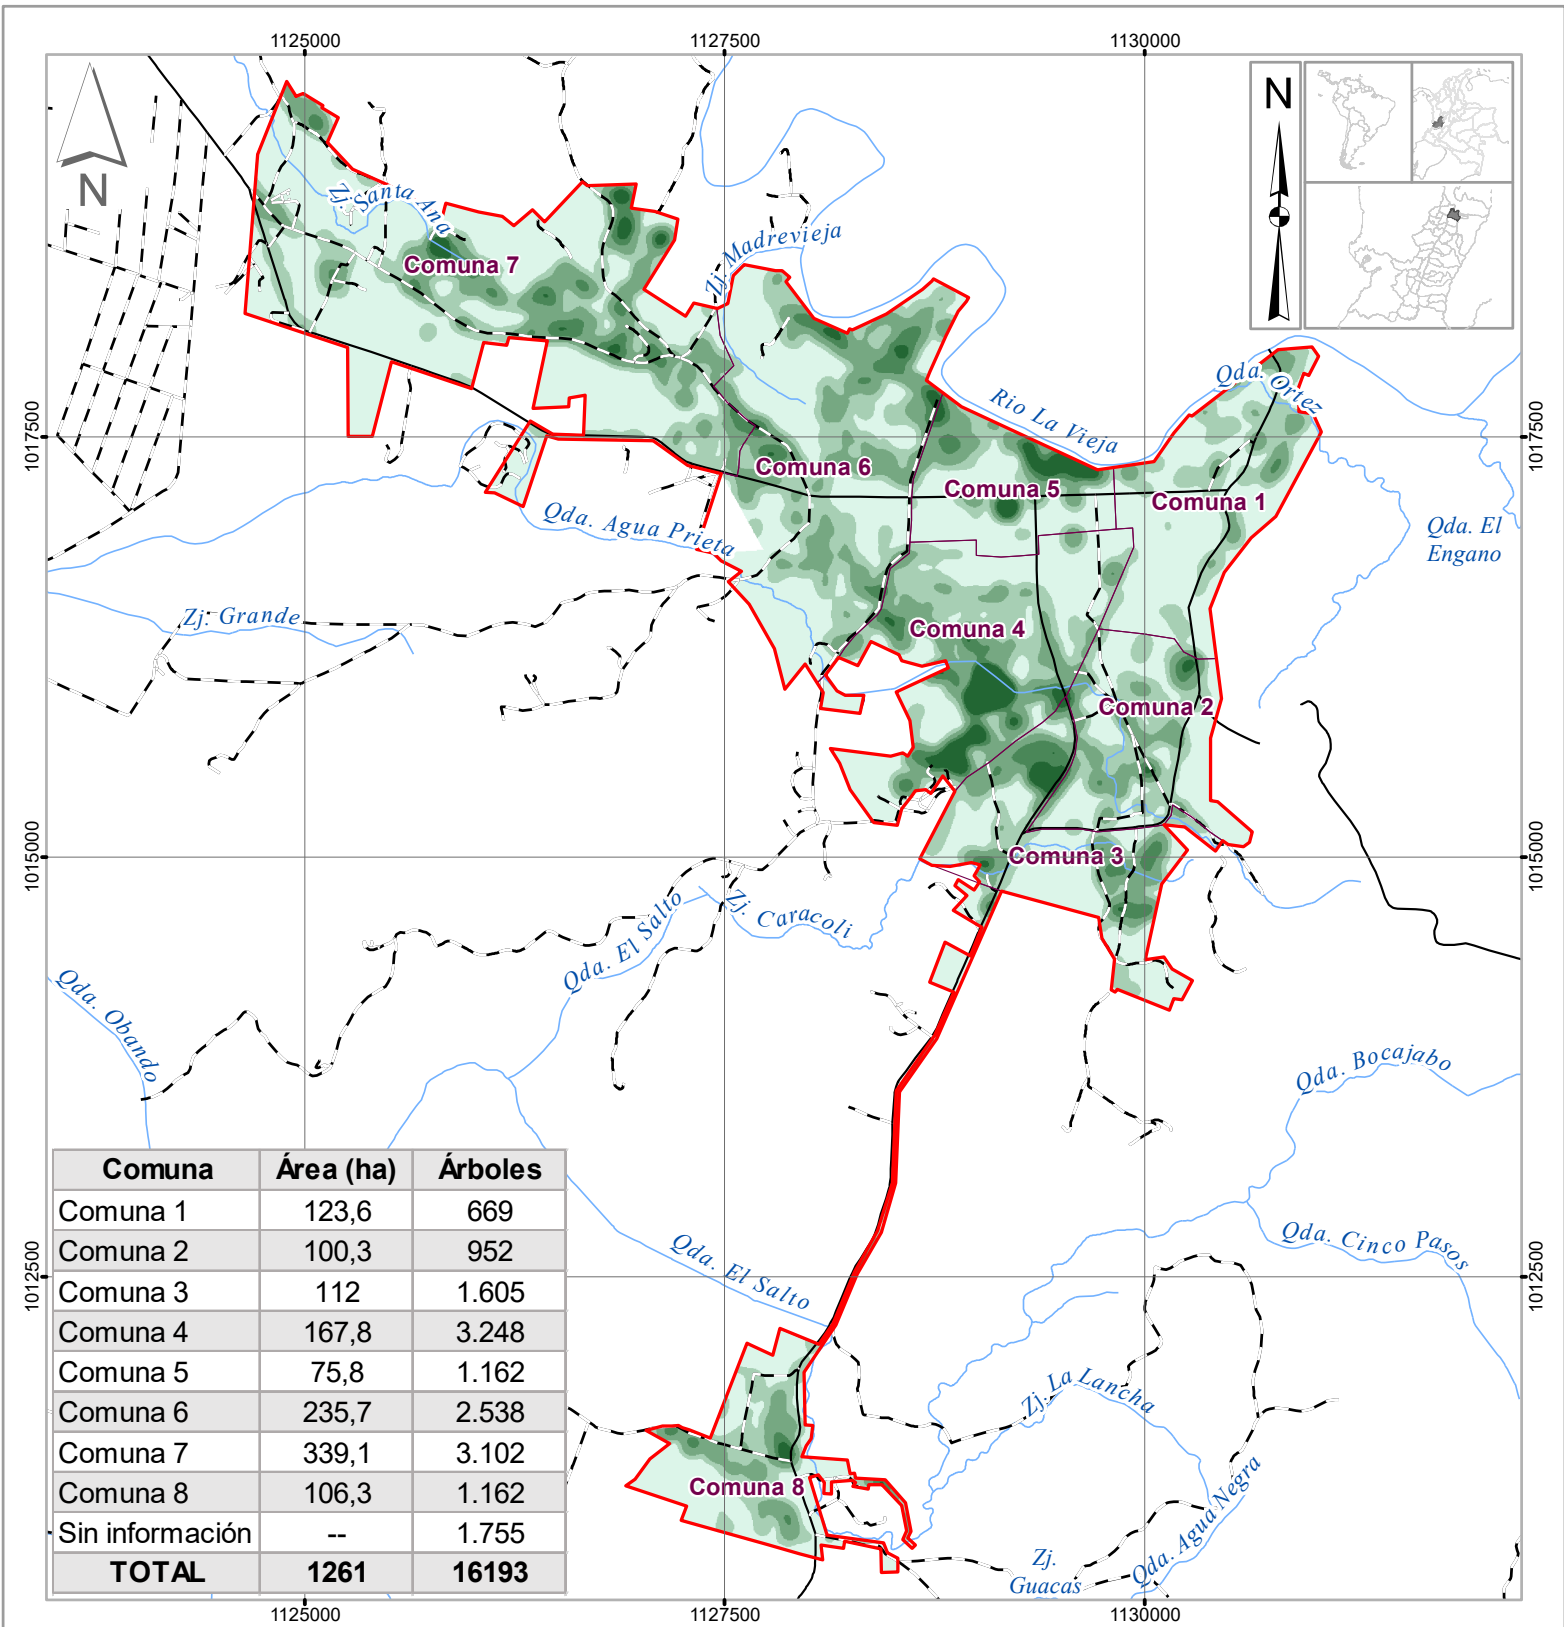 1125000
1127500
1130000
N
N
Zj. Santa Ana
Comuna 7
Zj. Madrevieja
Rio La Vieja
Qda. Ortez
1017500
1017500
Comuna 6
Comuna 5
Comuna 1
Qda. Agua Prieta
Qda. El
Engano
Zj. Grande
Comuna 4
Comuna 2
1015000
1015000
Comuna 3
Qda. El Salto
Zj. Caracoli
Qda. Obando
Qda. Bocajabo
Qda. Cinco Pasos
Qda. El Salto
1012500
1012500
Comuna Área (ha) Árboles
Comuna 1 123,6 669
Comuna 2 100,3 952
Comuna 3 112 1.605
Comuna 4 167,8 3.248
Comuna 5 75,8 1.162
Comuna 6 235,7 2.538
Comuna 7 339,1 3.102
Comuna 8 106,3 1.162
Sin información -- 1.755
TOTAL 1261 16193
Zj. La Lancha
Comuna 8
Qda. Agua Negra
Zj.
Guacas
1125000
1127500
1130000